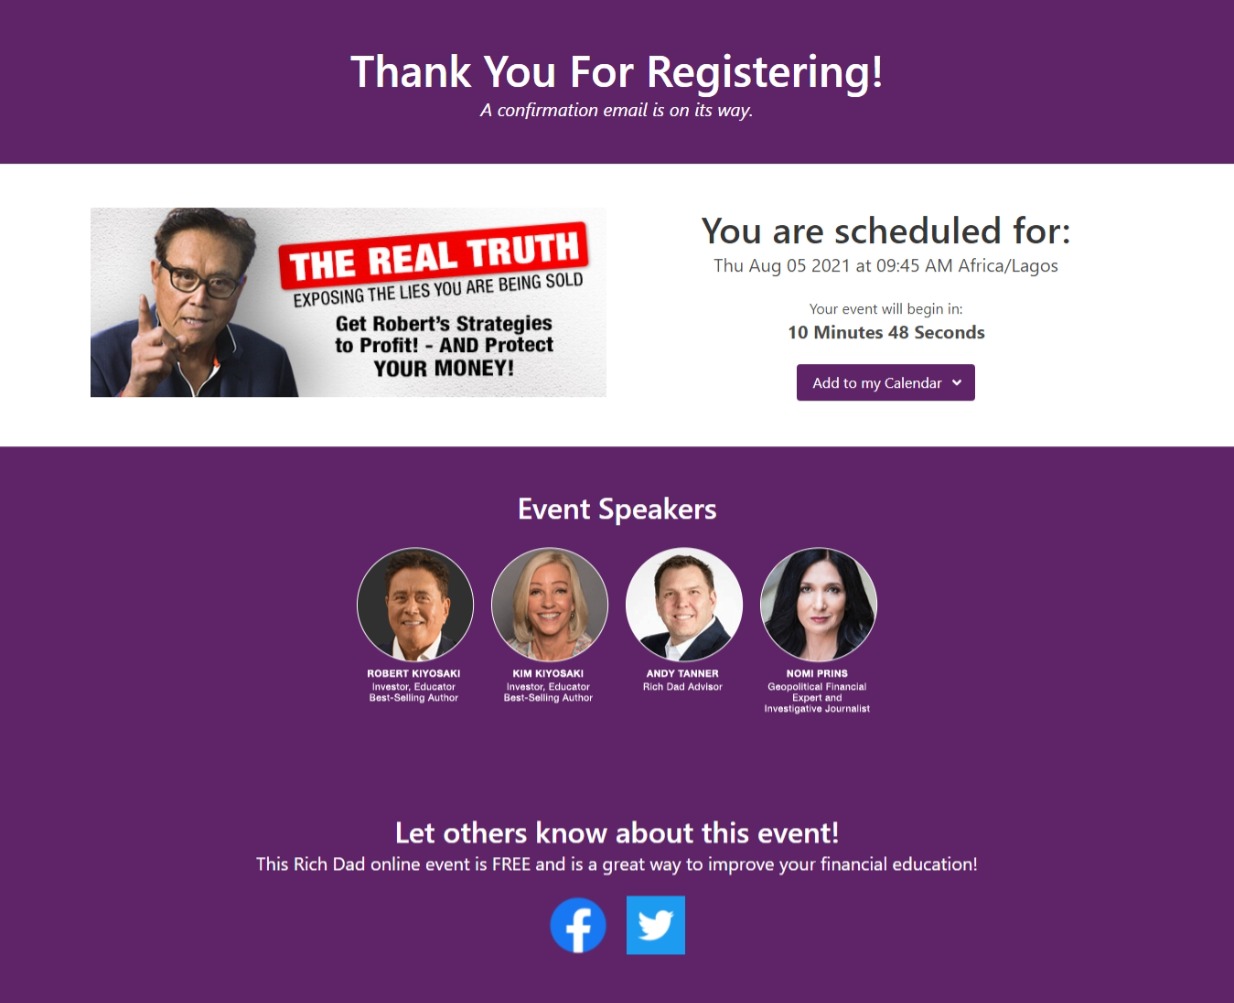 Thank You For Registering!
A confirmation email is on its way.
THE REAL TRUTH
EXPOSING THE LIES YOU ARE BEING SOLD
Get Robert's Strategies
to Profit! - AND Protect
YOUR MONEY!
You are scheduled for:
Thu Aug 05 2021 at 09:45 AM Africa/Lagos
Your event will begin in:
10 Minutes 48 Seconds
Add to my Calendar
Event Speakers
ROBERT KIYOSAKI
Investor, Educator
Best-Selling Author
KIM KIYOSAKI
Investor, Educator
Best-Selling Author
ANDY TANNER
Rich Dad Advisor
NOMI PRINS
Geopolitical Financial
Expert and
Investigative Journalist
Let others know about this event!
This Rich Dad online event is FREE and is a great way to improve your financial education!